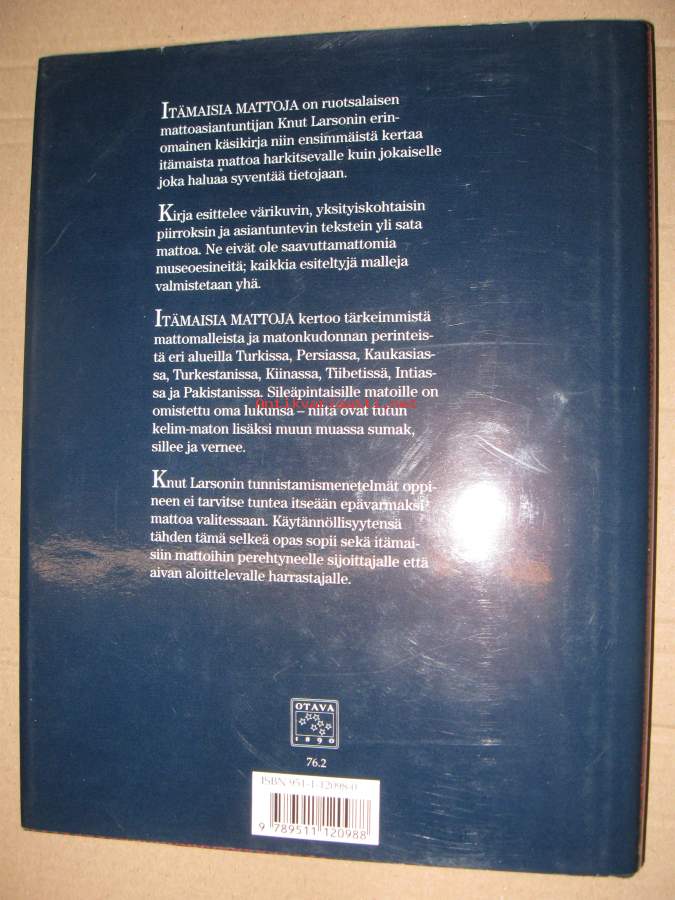 ITÄMAISIA MATTOJA on ruotsalaisen
mattoasiantuntijan Knut Larsonin erin-
omainen käsikirja niin ensimmäistä kertaa
itämaista mattoa harkitsevalle kuin jokaiselle
joka haluaa syventää tietojaan.
Kirja esittelee värikuvin, yksityiskohtaisin
piirroksin ja asiantuntevin tekstein yli sata
mattoa. Ne eivät ole saavuttamattomia
museoesineitä; kaikkia esiteltyjä malleja
valmistetaan yhä.
ITÄMAISIA MATTOJA kertoo tärkeimmistä
mattomalleista ja matonkudonnan perinteis-
tä eri alueilla Turkissa, Persiassa, Kaukasias-
sa, Turkestanissa, Kiinassa, Tiibetissä, Intias-
sa ja Pakistanissa. Sileäpintaisille matoille on
omistettu oma lukunsa – niitä ovat tutun
kelim-maton lisäksi muun muassa sumak,
sillee ja vernee.
Knut Larsonin tunnistamismenetelmät oppi-
neen ei tarvitse tuntea itseään epävarmaksi
mattoa valitessaan. Käytännöllisyytensä
tähden tämä selkeä opas sopii sekä itämai-
siin mattoihin perehtyneelle sijoittajalle että
aivan aloittelevalle harrastajalle.
OTAVA
1890
76.2
ISBN 951-1-12098-0
9 789511 120988